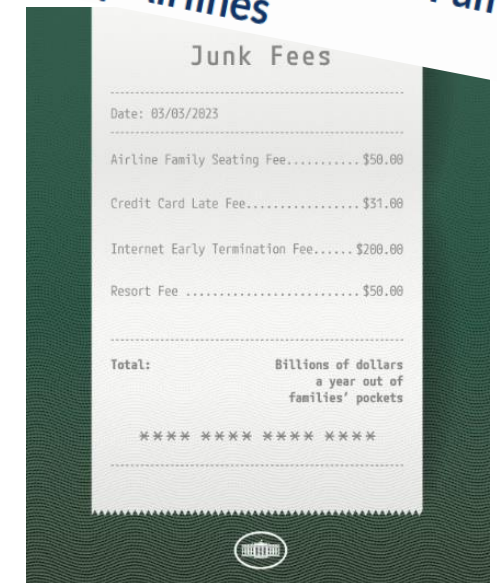 Airlines
Junk Fees
Date: 03/03/2023
Airline Family Seating Fee...........$50.00
Credit Card Late Fee.................$31.00
Internet Early Termination Fee......$200.00
Resort Fee ..........................$50.00
Total: Billions of dollars
a year out of
families’ pockets
**** **** **** ****